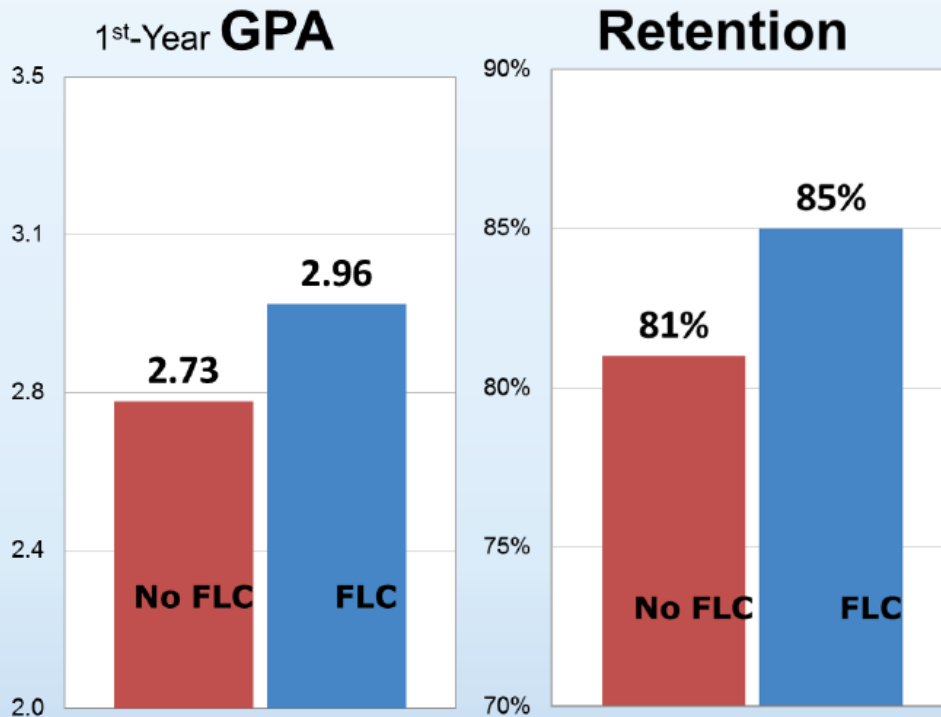 1st-Year GPA
3.5
3.1
2.8
2.4
2.0
2.73
2.96
No FLC
FLC
Retention
90%
85%
80%
75%
70%
81%
85%
No FLC
FLC